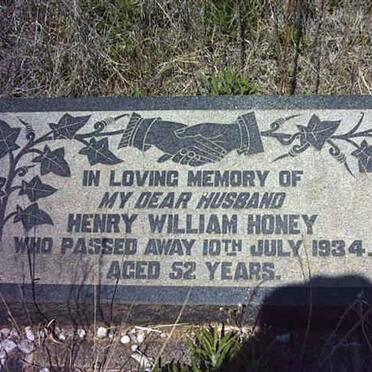 IN LOVING MEMORY OF
MY DEAR HUSBAND
HENRY WILLIAM HONEY
WHO PASSED AWAY 10TH JULY 1934.
AGED 52 YEARS.